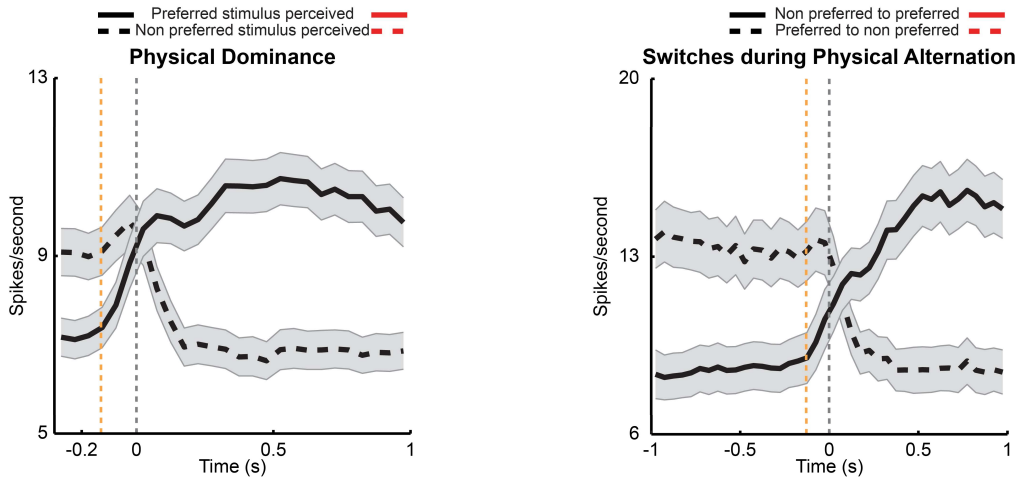 Preferred stimulus perceived
Non preferred stimulus perceived
Physical Dominance
13
9
5
Spikes/second
-0.2
0
0.5
1
Time (s)
Non preferred to preferred
Preferred to non preferred
Switches during Physical Alternation
20
13
6
Spikes/second
-1
-0.5
0
0.5
1
Time (s)